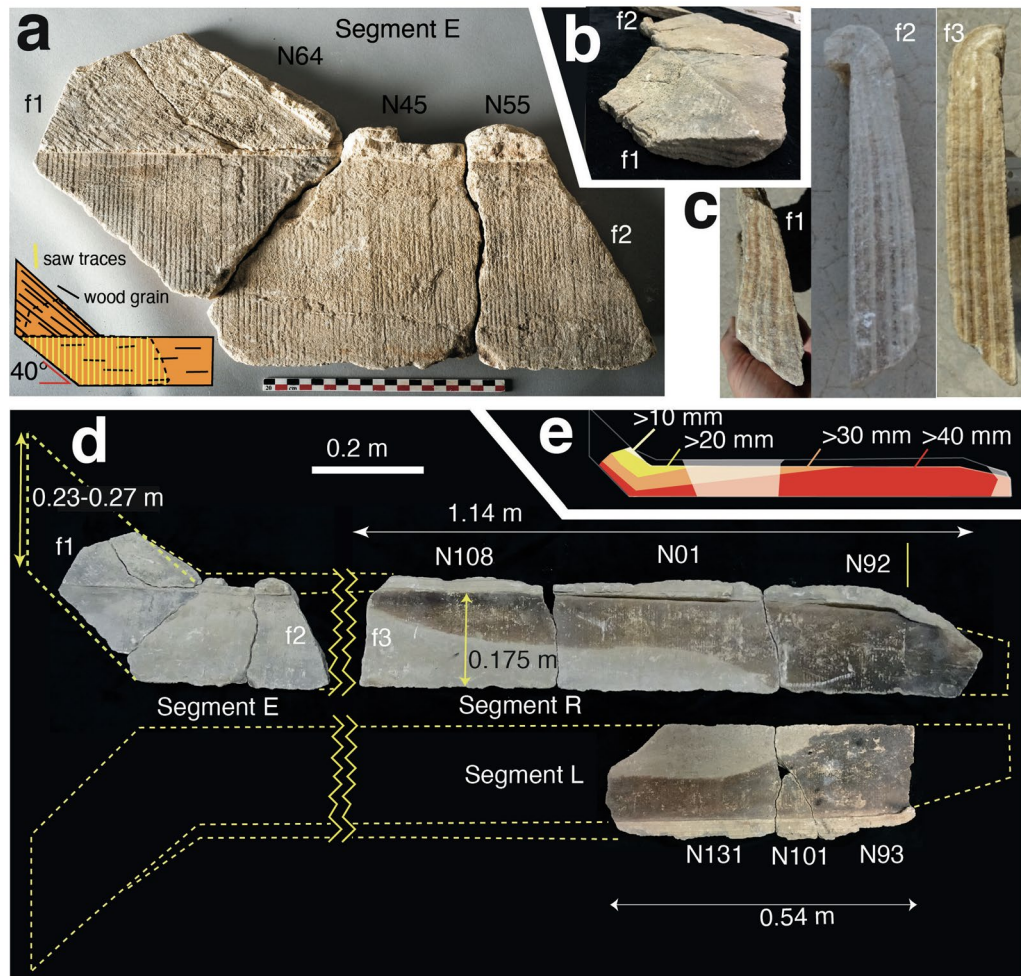 a
Segment E
N64
N45
N55
f1
f2
saw traces
wood grain
40°
20 cm
b
f2
f1
c
f1
f2
f3
d
0.2 m
0.23-0.27 m
f1
f2
Segment E
1.14 m
N108
N01
N92
f3
0.175 m
Segment R
Segment L
N131
N101
N93
0.54 m
e
>10 mm
>20 mm
>30 mm
>40 mm